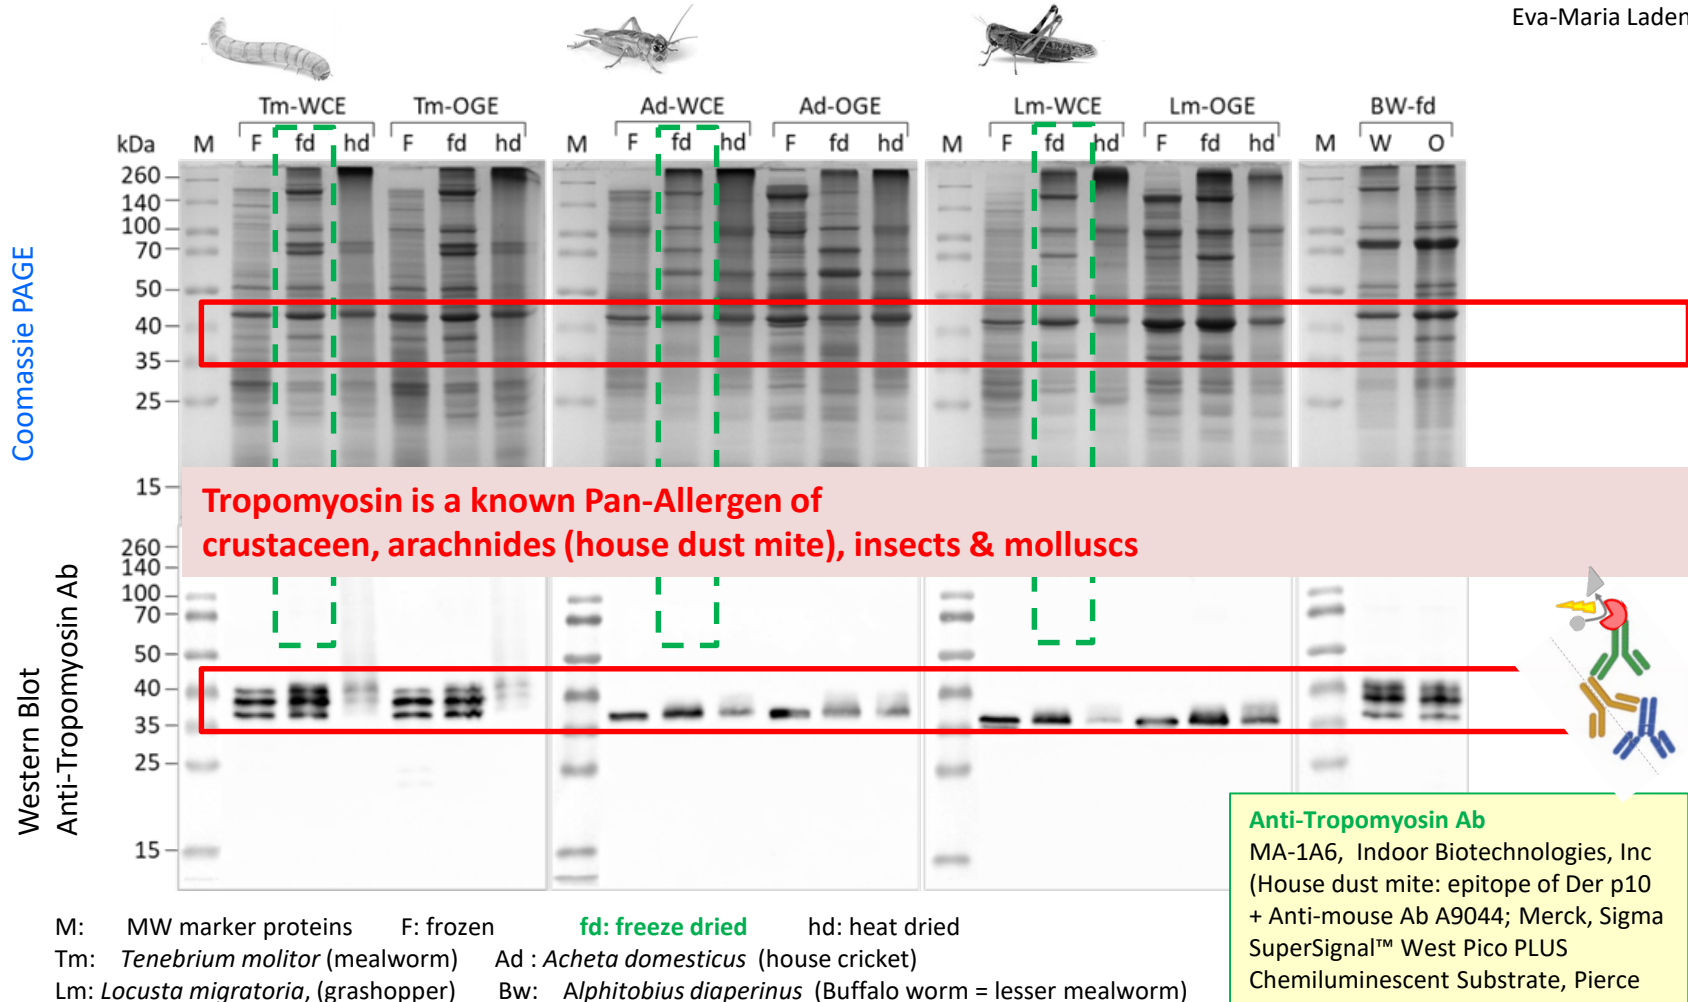 Eva-Maria Laden
Tm-WCE Tm-OGE Ad-WCE Ad-OGE Lm-WCE Lm-OGE BW-fd
kDa M F fd hd F fd hd M F fd hd F fd hd M F fd hd F fd hd M W O
260
140
100
70
50
40
35
25
15
Coomassie PAGE
Tropomyosin is a known Pan-Allergen of
crustaceen, arachnides (house dust mite), insects & molluscs
260
140
100
70
50
40
35
25
15
Western Blot
Anti-Tropomyosin Ab
Anti-Tropomyosin Ab
MA-1A6, Indoor Biotechnologies, Inc
(House dust mite: epitope of Der p10
+ Anti-mouse Ab A9044; Merck, Sigma
SuperSignal™ West Pico PLUS
Chemiluminescent Substrate, Pierce
M: MW marker proteins F: frozen fd: freeze dried hd: heat dried
Tm: Tenebrium molitor (mealworm) Ad : Acheta domesticus (house cricket)
Lm: Locusta migratoria, (grashopper) Bw: Alphitobius diaperinus (Buffalo worm = lesser mealworm)